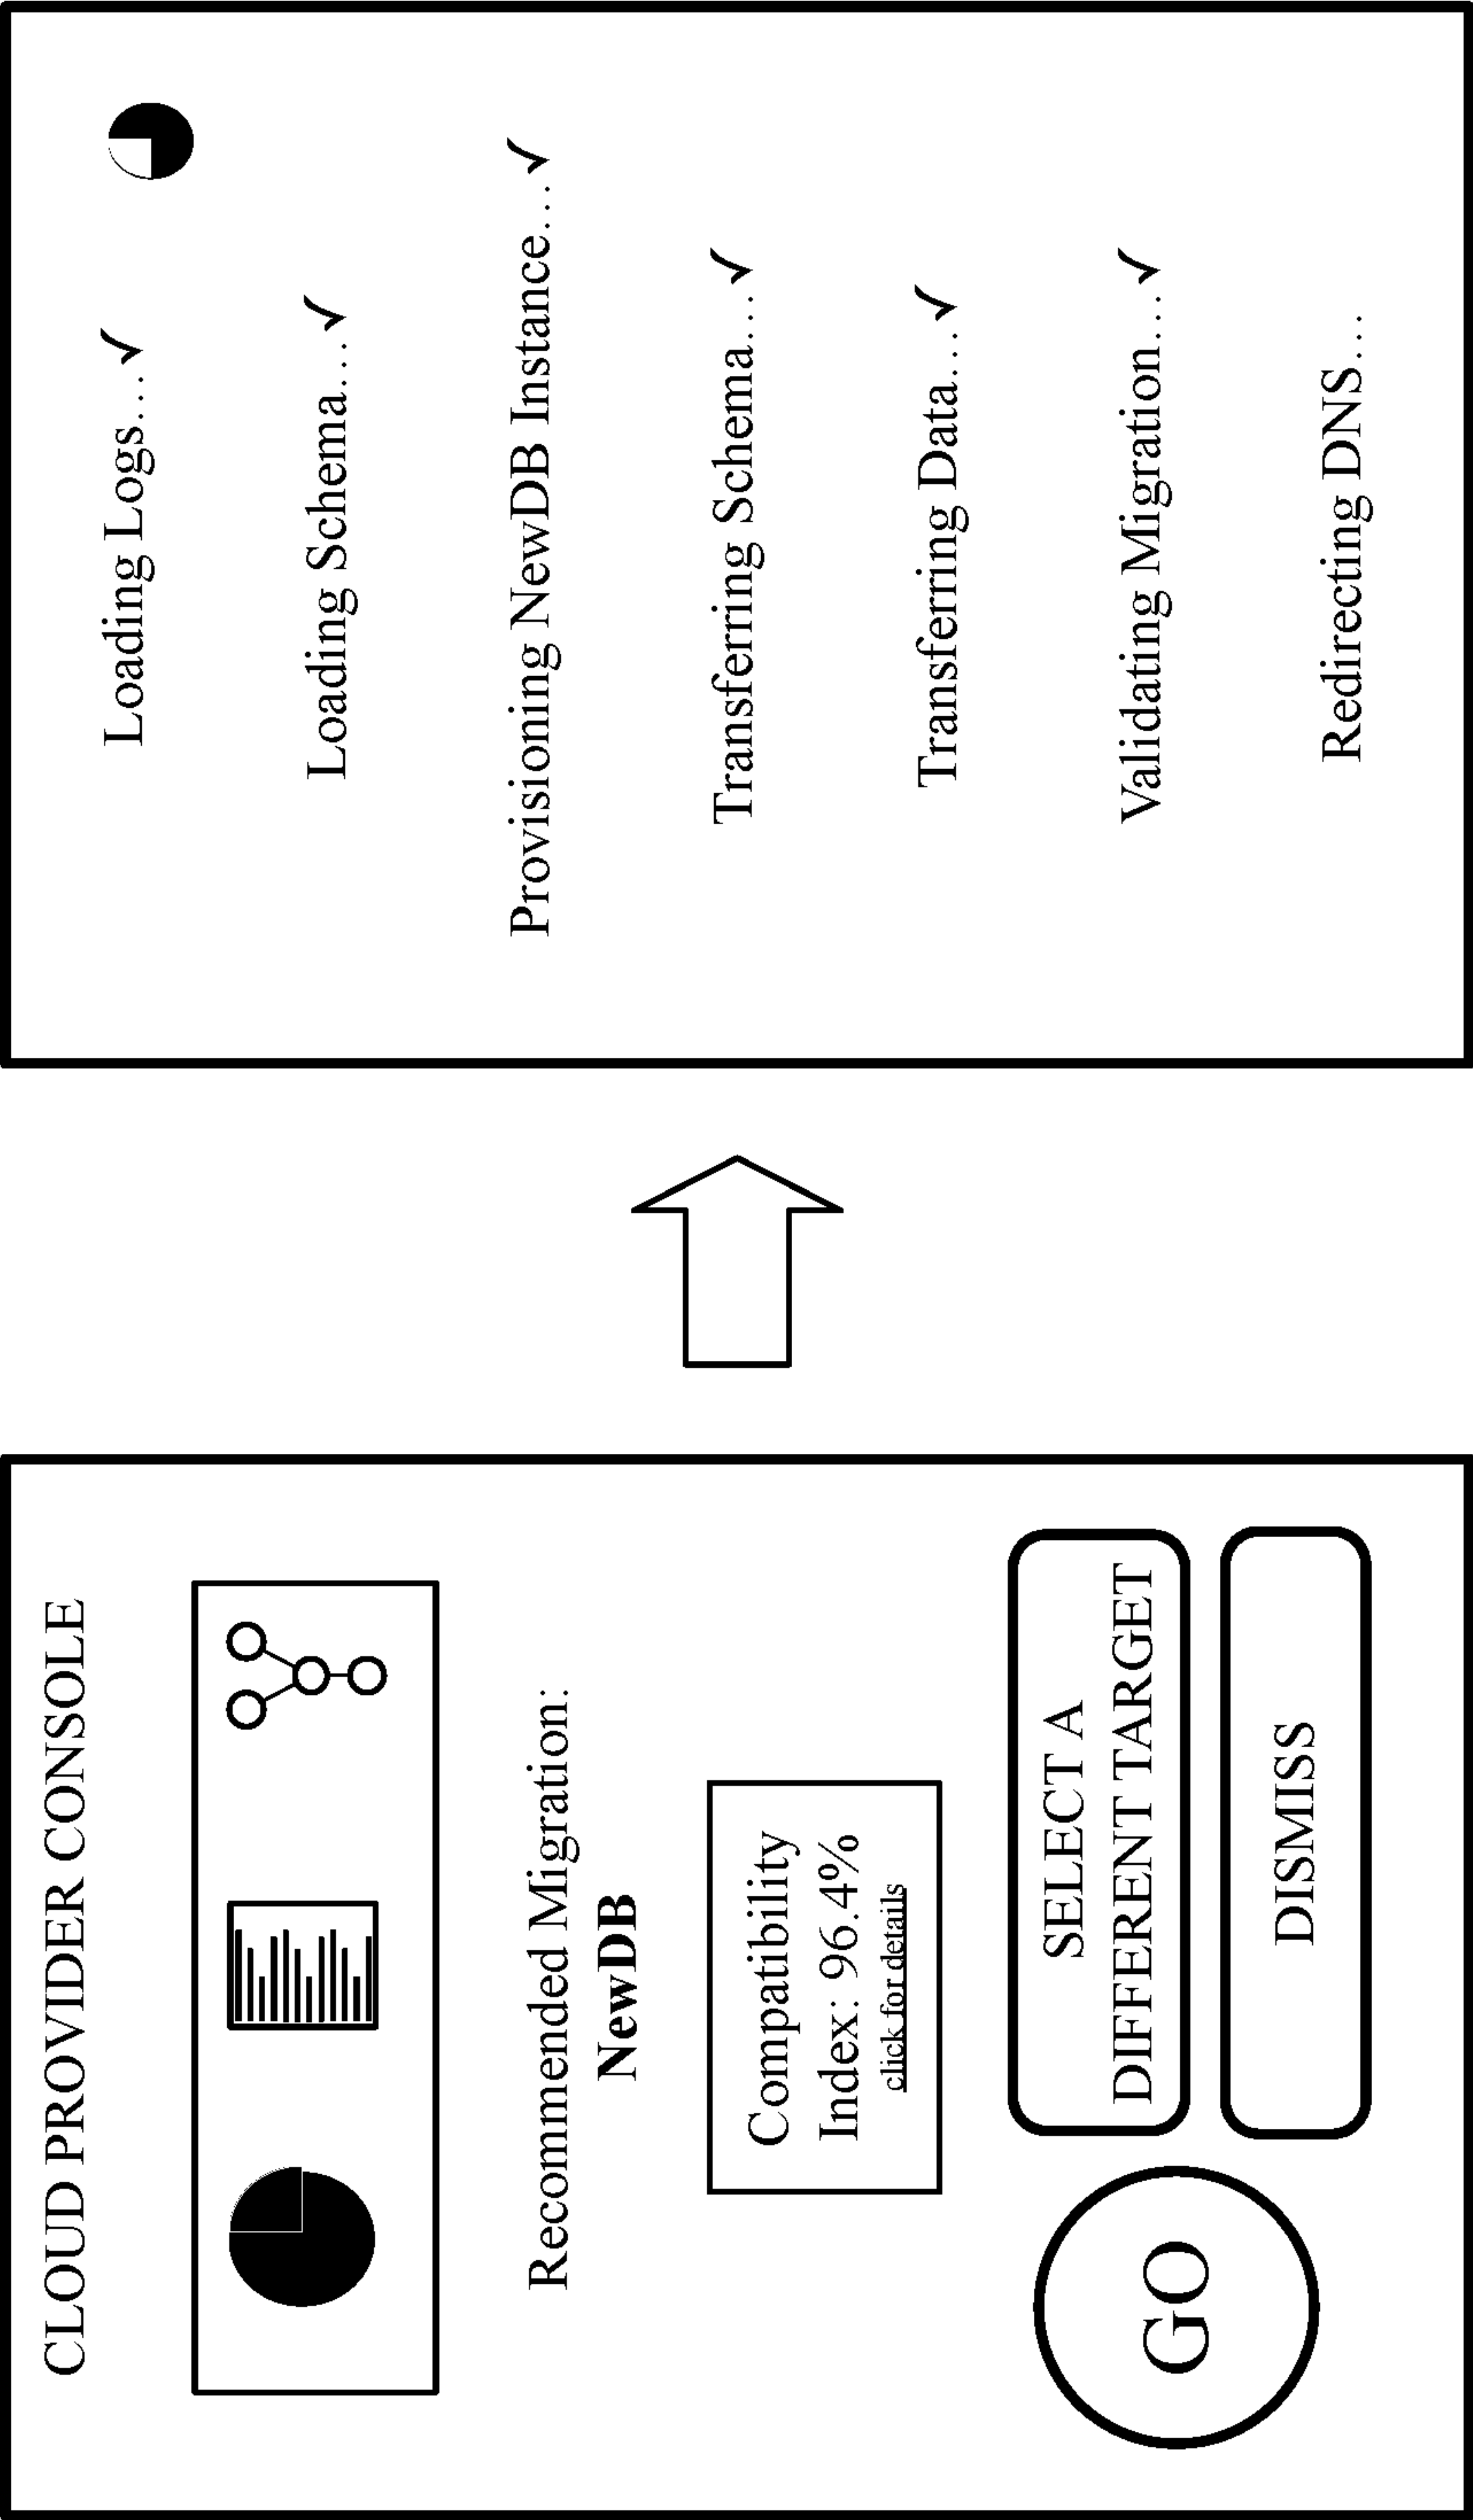 CLOUD PROVIDER CONSOLE
Recommended Migration:
NewDB
Compatibility
Index: 96.4%
click for details
GO
SELECT A
DIFFERENT TARGET
DISMISS
Loading Logs...✓
Loading Schema...✓
Provisioning NewDB Instance...✓
Transferring Schema...✓
Transferring Data...✓
Validating Migration...✓
Redirecting DNS...